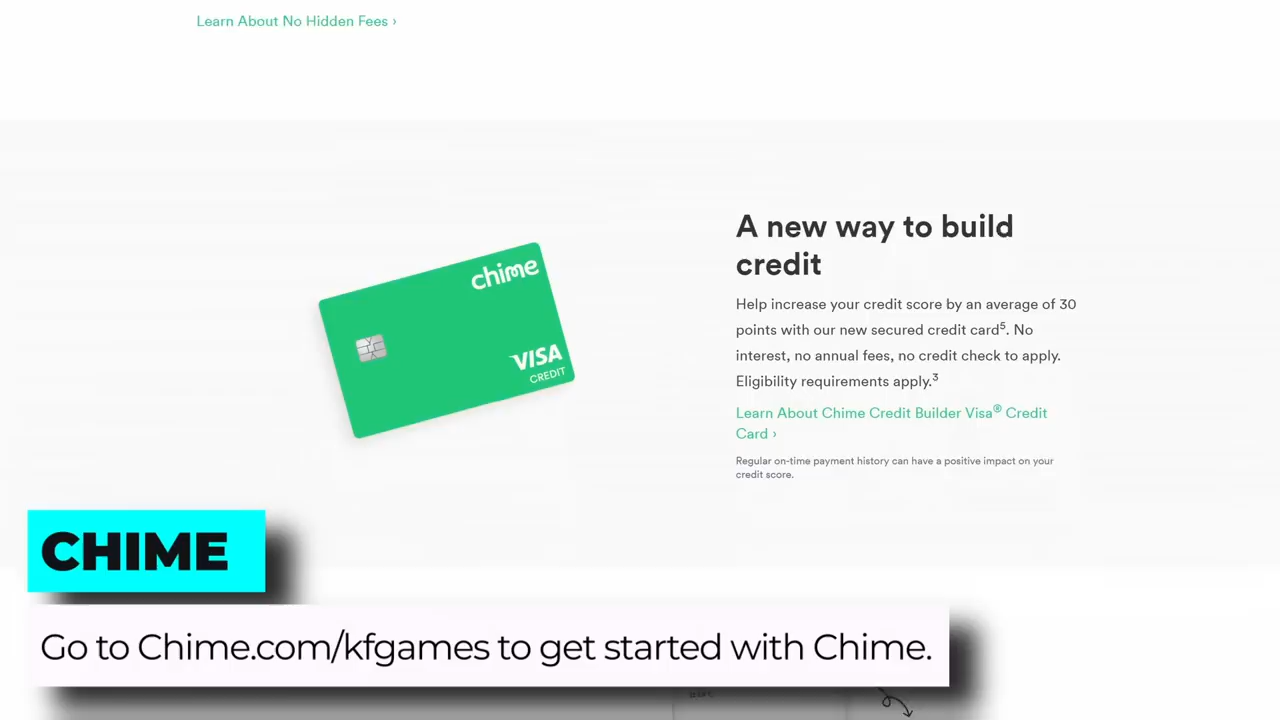 Learn About No Hidden Fees ›
chime
VISA
CREDIT
A new way to build
credit
Help increase your credit score by an average of 30
points with our new secured credit card⁵. No
interest, no annual fees, no credit check to apply.
Eligibility requirements apply.³
Learn About Chime Credit Builder Visa® Credit
Card ›
Regular on-time payment history can have a positive impact on your
credit score.
CHIME
Go to Chime.com/kfgames to get started with Chime.